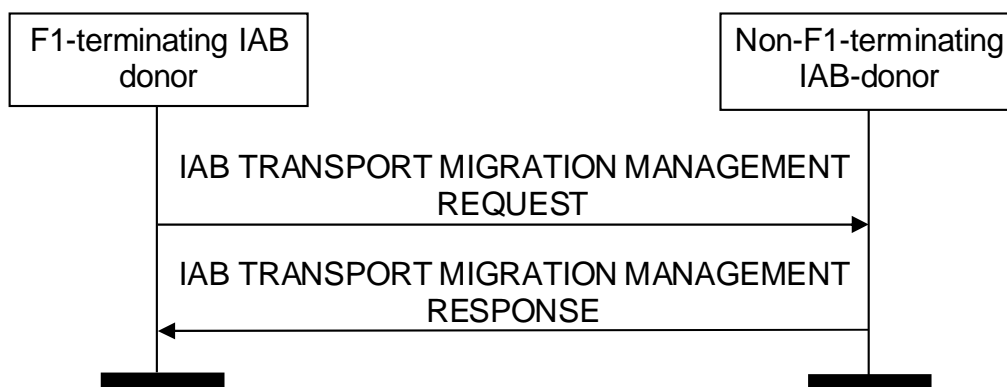 F1-terminating IAB
donor
Non-F1-terminating
IAB-donor
IAB TRANSPORT MIGRATION MANAGEMENT
REQUEST
IAB TRANSPORT MIGRATION MANAGEMENT
RESPONSE